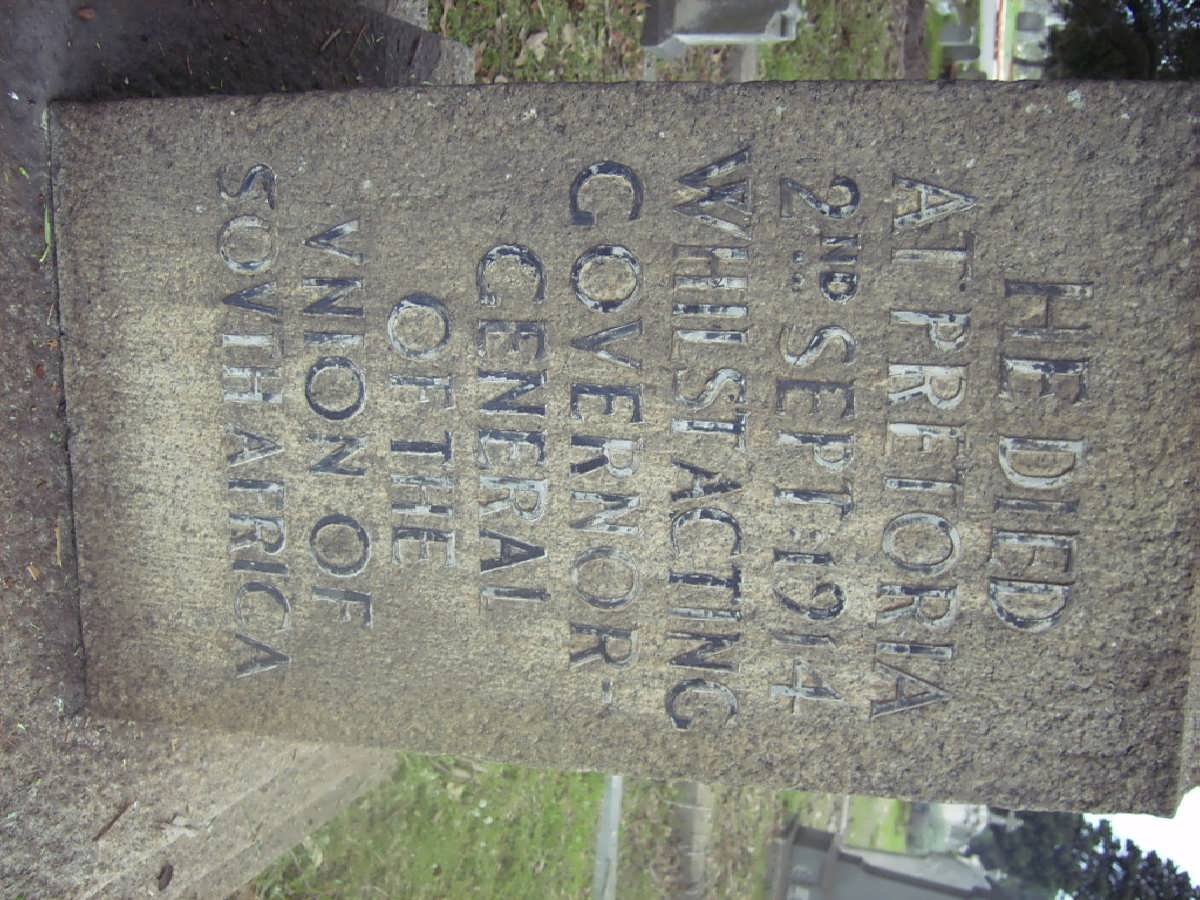 HE DIED
AT PRETORIA
2ND: SEPT: 1914
WHILST ACTING
GOVERNOR-
GENERAL
OF THE
VNION OF
SOVTH AFRICA